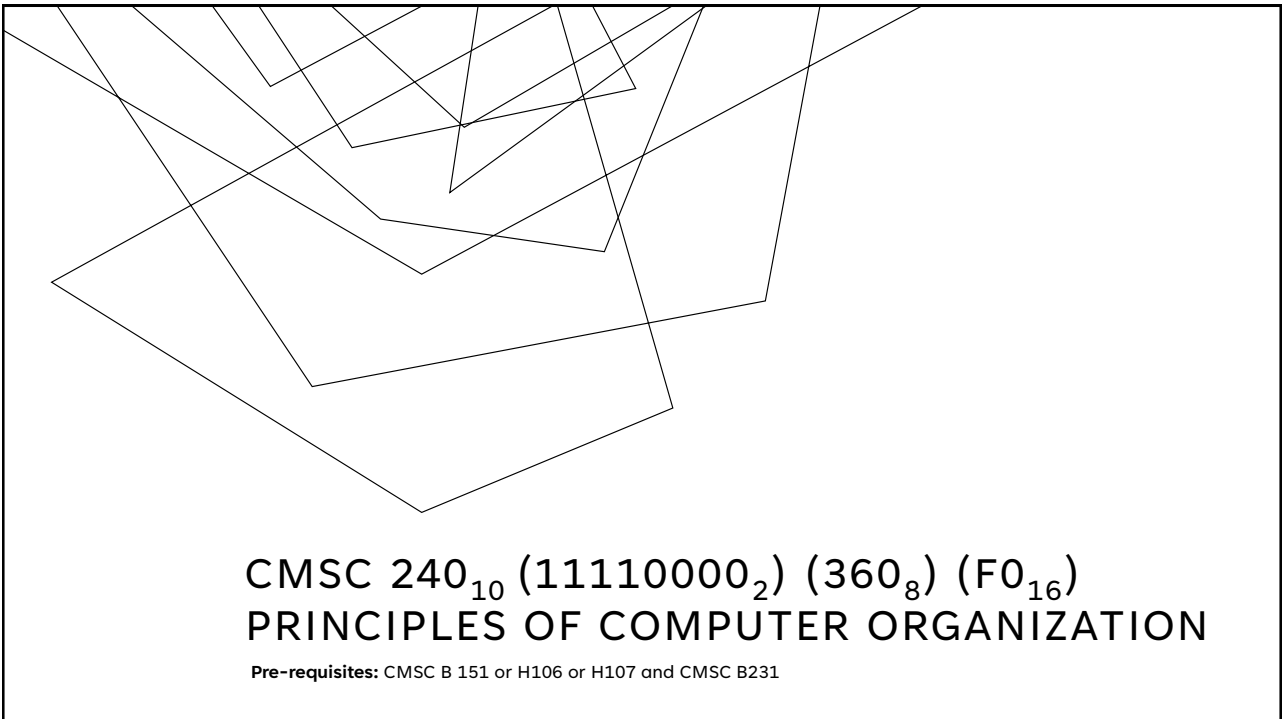 CMSC 240₁₀ (11110000₂) (360₈) (F0₁₆)
PRINCIPLES OF COMPUTER ORGANIZATION
Pre-requisites: CMSC B 151 or H106 or H107 and CMSC B231